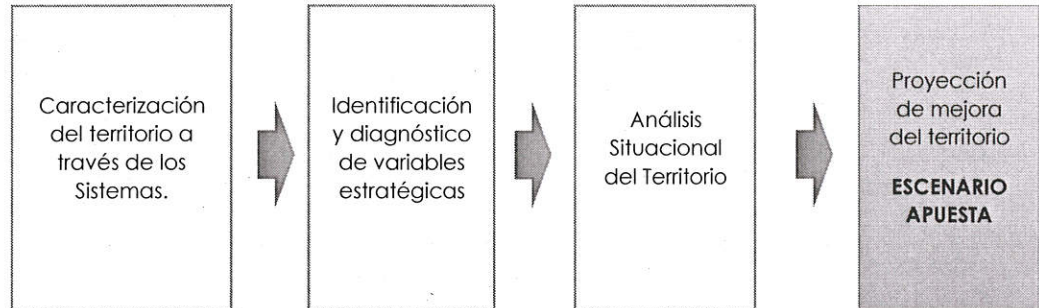 Caracterización
del territorio a
través de los
Sistemas.
Identificación
y diagnóstico
de variables
estratégicas
Análisis
Situacional
del Territorio
Proyección
de mejora
del territorio
ESCENARIO
APUESTA